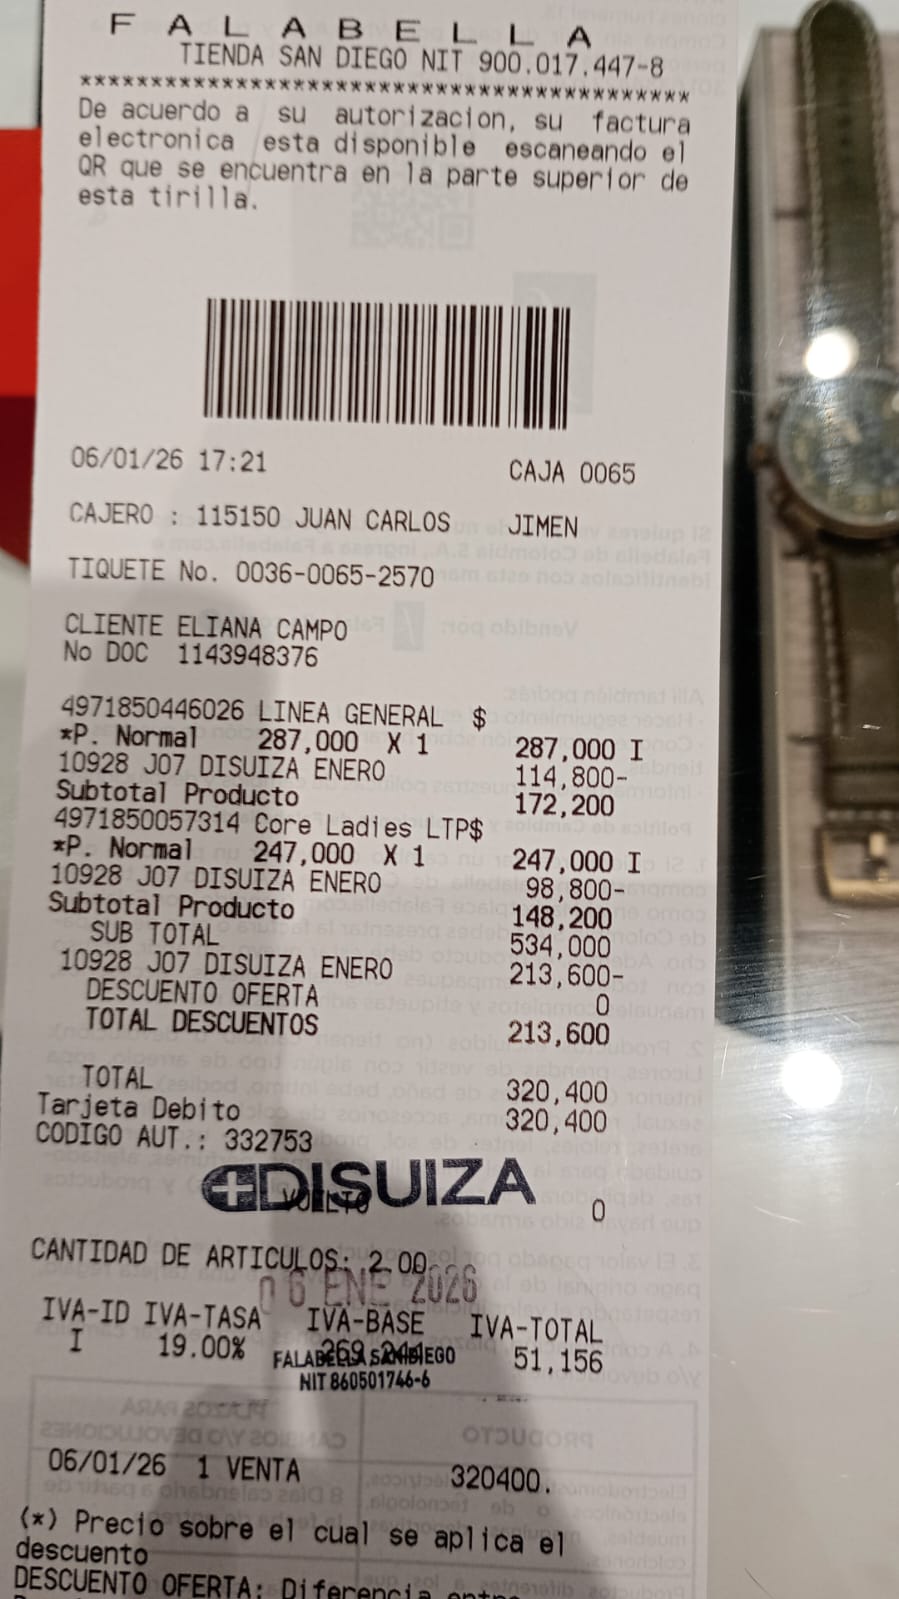 F A L A B E L L A
TIENDA SAN DIEGO NIT 900.017.447-8
*******************************************
De acuerdo a su autorizacion, su factura
electronica esta disponible escaneando el
QR que se encuentra en la parte superior de
esta tirilla.
06/01/26 17:21 CAJA 0065
CAJERO : 115150 JUAN CARLOS JIMEN
TIQUETE No. 0036-0065-2570
CLIENTE ELIANA CAMPO
No DOC 1143948376
4971850446026 LINEA GENERAL $
*P. Normal 287,000 X 1 287,000 I
10928 J07 DISUIZA ENERO 114,800-
Subtotal Producto 172,200
4971850057314 Core Ladies LTP$
*P. Normal 247,000 X 1 247,000 I
10928 J07 DISUIZA ENERO 98,800-
Subtotal Producto 148,200
SUB TOTAL 534,000
10928 J07 DISUIZA ENERO 213,600-
DESCUENTO OFERTA 0
TOTAL DESCUENTOS 213,600
TOTAL 320,400
Tarjeta Debito 320,400
CODIGO AUT.: 332753
DISUIZA
VUELTO 0
CANTIDAD DE ARTICULOS: 2.00
06 ENE 2026
IVA-ID IVA-TASA IVA-BASE IVA-TOTAL
I 19.00% 51,156
FALABELLA SAN DIEGO
NIT 860501746-6
06/01/26 1 VENTA 320400.
(*) Precio sobre el cual se aplica el
descuento
DESCUENTO OFERTA: Diferencia